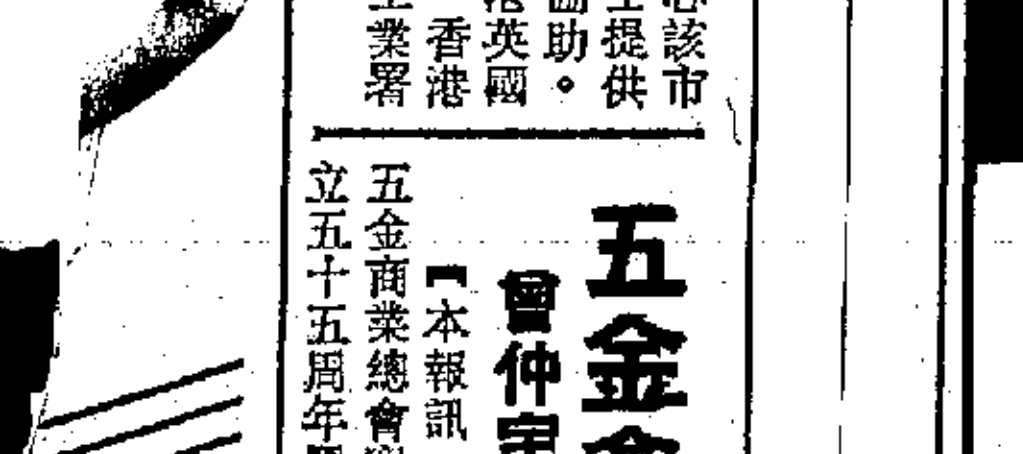 該市
提供
助。
英國
香港
業署
五金
曾仲
【本報訊
五金商業總會
立五十五周年